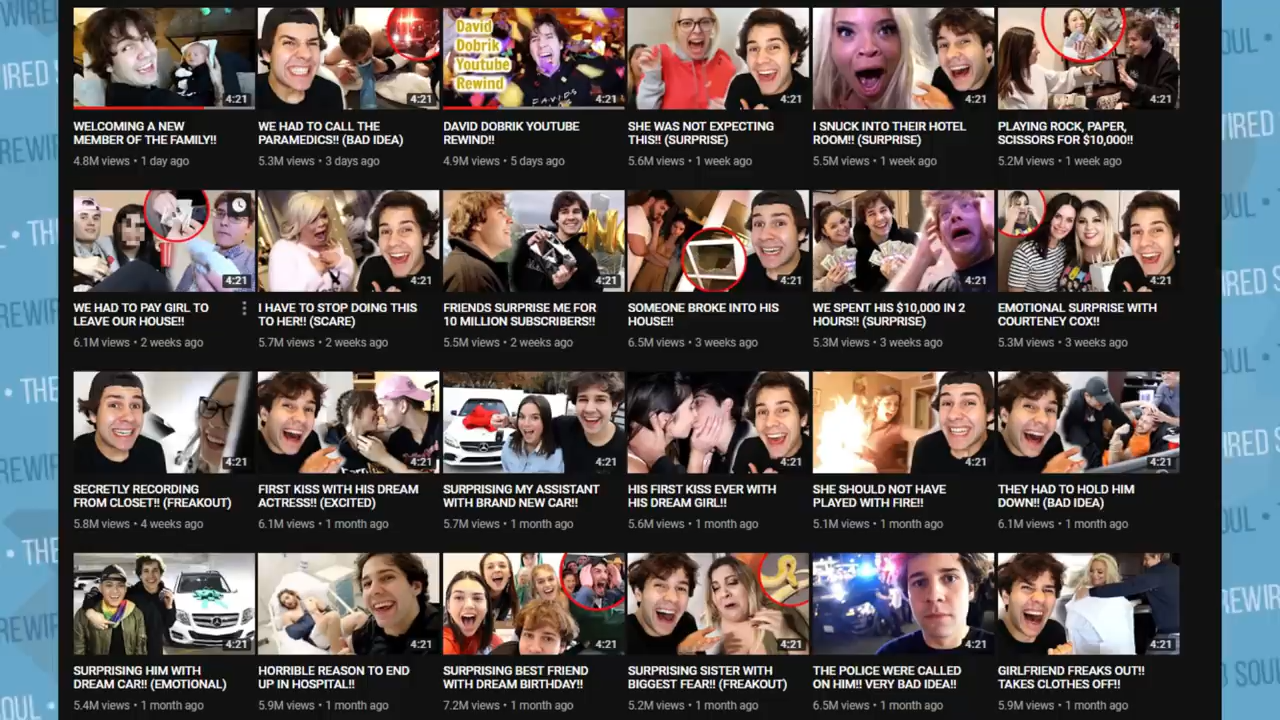 WIRED
4:21
4:21
David
Dobrik
Youtube
Rewind
DAVIDS
4:21
4:21
4:21
4:21
WELCOMING A NEW
MEMBER OF THE FAMILY!!
4.8M views • 1 day ago
WE HAD TO CALL THE
PARAMEDICS!! (BAD IDEA)
5.3M views • 3 days ago
DAVID DOBRIK YOUTUBE
REWIND!!
4.9M views • 5 days ago
SHE WAS NOT EXPECTING
THIS!! (SURPRISE)
5.6M views • 1 week ago
I SNUCK INTO THEIR HOTEL
ROOM!! (SURPRISE)
5.5M views • 1 week ago
PLAYING ROCK, PAPER,
SCISSORS FOR $10,000!!
5.2M views • 1 week ago
4:21
4:21
4:21
4:21
4:21
4:21
WE HAD TO PAY GIRL TO
LEAVE OUR HOUSE!!
6.1M views • 2 weeks ago
I HAVE TO STOP DOING THIS
TO HER!! (SCARE)
5.7M views • 2 weeks ago
FRIENDS SURPRISE ME FOR
10 MILLION SUBSCRIBERS!!
5.5M views • 2 weeks ago
SOMEONE BROKE INTO HIS
HOUSE!!
6.5M views • 3 weeks ago
WE SPENT HIS $10,000 IN 2
HOURS!! (SURPRISE)
5.3M views • 3 weeks ago
EMOTIONAL SURPRISE WITH
COURTENEY COX!!
5.3M views • 3 weeks ago
4:21
4:21
4:21
4:21
4:21
4:21
SECRETLY RECORDING
FROM CLOSET!! (FREAKOUT)
5.8M views • 4 weeks ago
FIRST KISS WITH HIS DREAM
ACTRESS!! (EXCITED)
6.1M views • 1 month ago
SURPRISING MY ASSISTANT
WITH BRAND NEW CAR!!
5.7M views • 1 month ago
HIS FIRST KISS EVER WITH
HIS DREAM GIRL!!
5.6M views • 1 month ago
SHE SHOULD NOT HAVE
PLAYED WITH FIRE!!
5.1M views • 1 month ago
THEY HAD TO HOLD HIM
DOWN!! (BAD IDEA)
6.1M views • 1 month ago
4:21
4:21
4:21
4:21
4:21
4:21
SURPRISING HIM WITH
DREAM CAR!! (EMOTIONAL)
5.4M views • 1 month ago
HORRIBLE REASON TO END
UP IN HOSPITAL!!
5.9M views • 1 month ago
SURPRISING BEST FRIEND
WITH DREAM BIRTHDAY!!
7.2M views • 1 month ago
SURPRISING SISTER WITH
BIGGEST FEAR!! (FREAKOUT)
5.2M views • 1 month ago
THE POLICE WERE CALLED
ON HIM!! VERY BAD IDEA!!
6.5M views • 1 month ago
GIRLFRIEND FREAKS OUT!!
TAKES CLOTHES OFF!!
5.9M views • 1 month ago